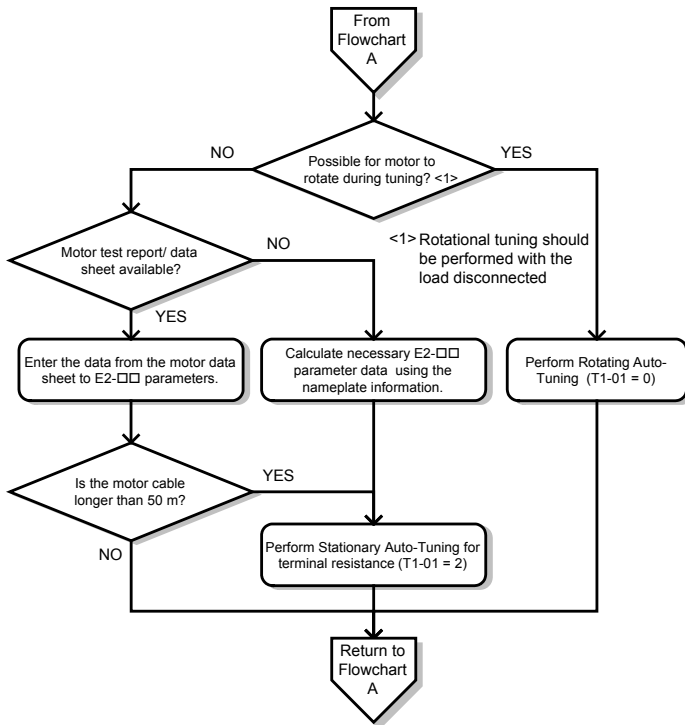 From
Flowchart
A
NO
YES
Possible for motor to
rotate during tuning? <1>
Motor test report/ data
sheet available?
NO
<1> Rotational tuning should
be performed with the
load disconnected
YES
Enter the data from the motor data
sheet to E2-□□ parameters.
Calculate necessary E2-□□
parameter data using the
nameplate information.
Perform Rotating Auto-
Tuning (T1-01 = 0)
Is the motor cable
longer than 50 m?
YES
NO
Perform Stationary Auto-Tuning for
terminal resistance (T1-01 = 2)
Return to
Flowchart
A